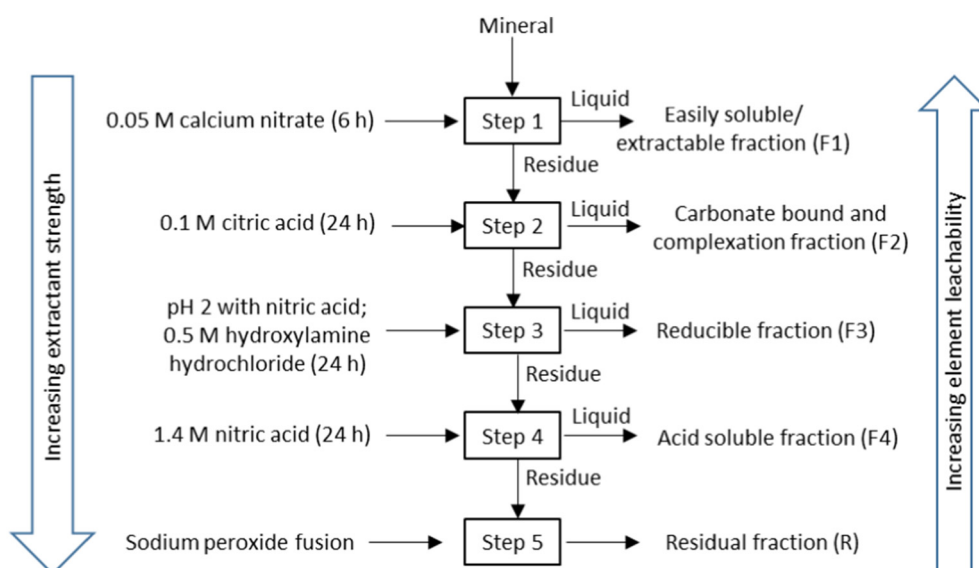 Mineral
0.05 M calcium nitrate (6 h)
Step 1
Liquid
Easily soluble/
extractable fraction (F1)
Residue
0.1 M citric acid (24 h)
Step 2
Liquid
Carbonate bound and
complexation fraction (F2)
Residue
pH 2 with nitric acid;
0.5 M hydroxylamine
hydrochloride (24 h)
Step 3
Liquid
Reducible fraction (F3)
Residue
1.4 M nitric acid (24 h)
Step 4
Liquid
Acid soluble fraction (F4)
Residue
Sodium peroxide fusion
Step 5
Residual fraction (R)
Increasing extractant strength
Increasing element leachability